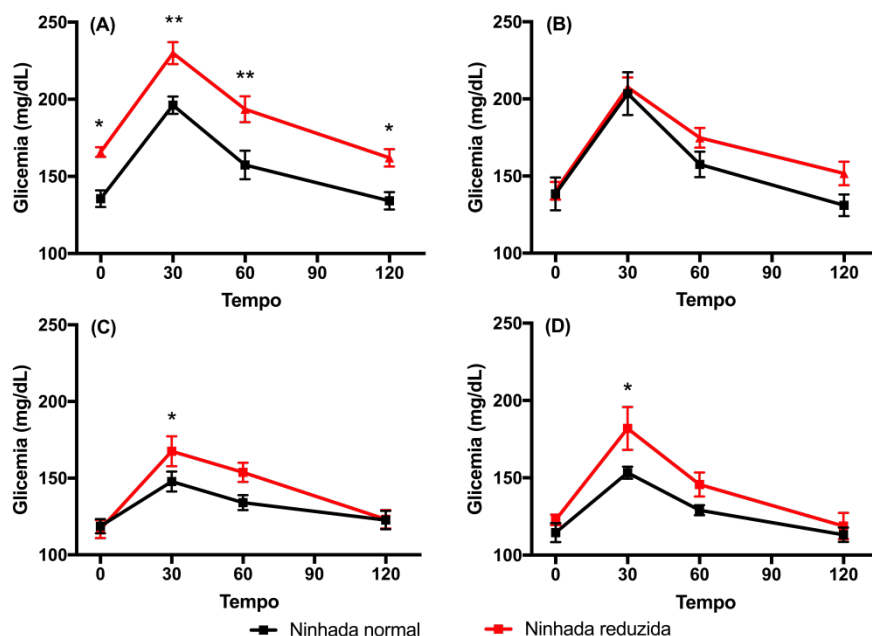 (A)
Glicemia (mg/dL)
250
200
150
100
* ** ** *
0 30 60 90 120
Tempo
(B)
Glicemia (mg/dL)
250
200
150
100
0 30 60 90 120
Tempo
(C)
Glicemia (mg/dL)
250
200
150
100
*
0 30 60 90 120
Tempo
(D)
Glicemia (mg/dL)
250
200
150
100
*
0 30 60 90 120
Tempo
Ninhada normal
Ninhada reduzida